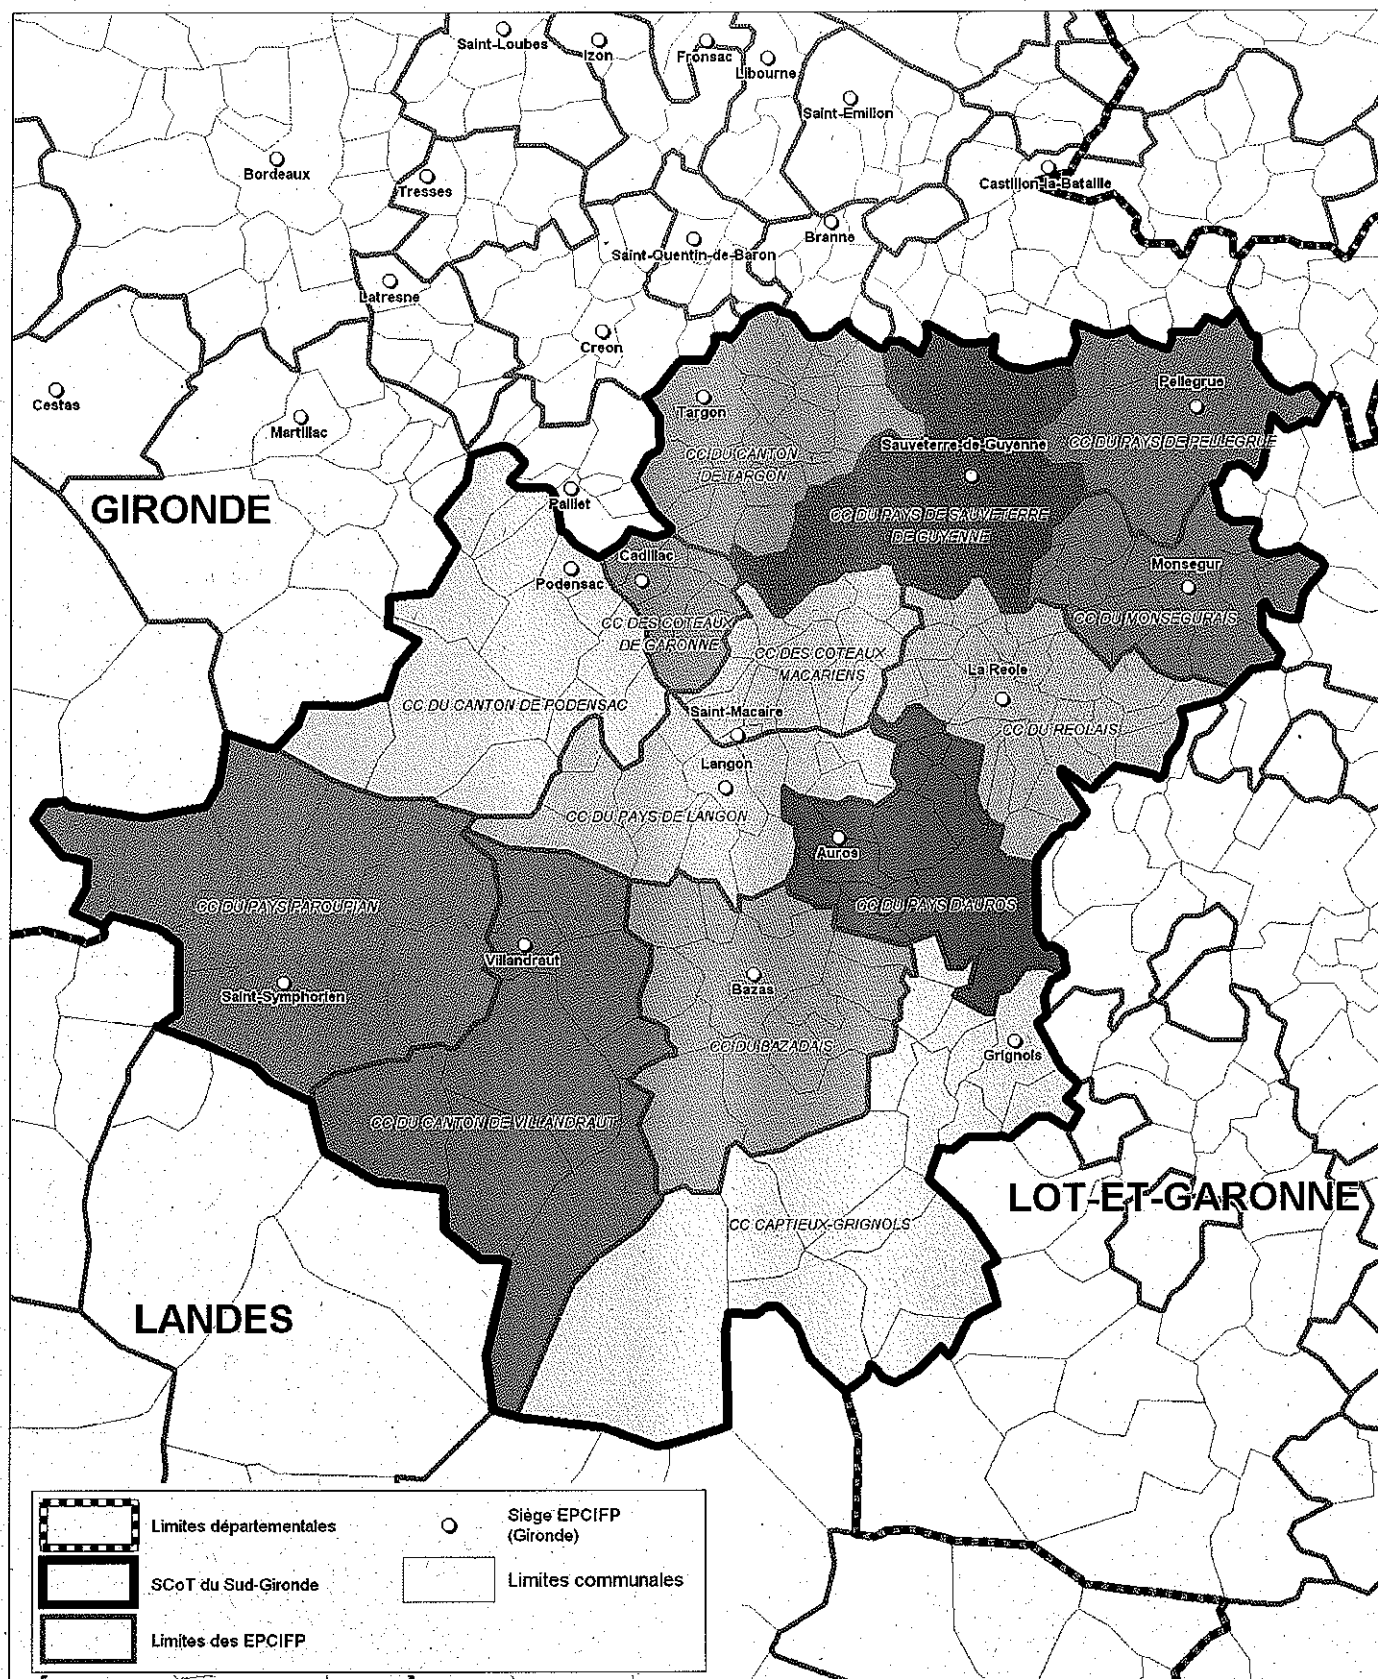 Saint-Loubes
Izon
Fronsac
Libourne
Saint-Emilion
Bordeaux
Tresses
Castillon-la-Bataille
Branne
Saint-Quentin-de-Baron
Latresne
Creon
Cestas
Martillac
Targon
Pellegrue
Sauveterre-de-Guyenne
CC DU PAYS DE PELLEGRUE
CC DU CANTON
DE TARGON
GIRONDE
Paillet
CC DU PAYS DE SAUVETERRE
DE GUYENNE
Cadillac
Podensac
Monsegur
CC DES COTEAUX
DE GARONNE
CC DU MONSEGURAIS
CC DES COTEAUX
MACARIENS
La Reole
CC DU CANTON DE PODENSAC
Saint-Macaire
CC DU REOLAIS
Langon
CC DU PAYS DE LANGON
Auros
CC DU PAYS PAROUPIAN
CC DU PAYS D'AUROS
Villandraut
Saint-Symphorien
Bazas
CC DU BAZADAIS
Grignols
CC DU CANTON DE VILLANDRAUT
LOT-ET-GARONNE
CC CAPTIEUX-GRIGNOLS
LANDES
Limites départementales
Siège EPCIFP
(Gironde)
SCoT du Sud-Gironde
Limites communales
Limites des EPCIFP